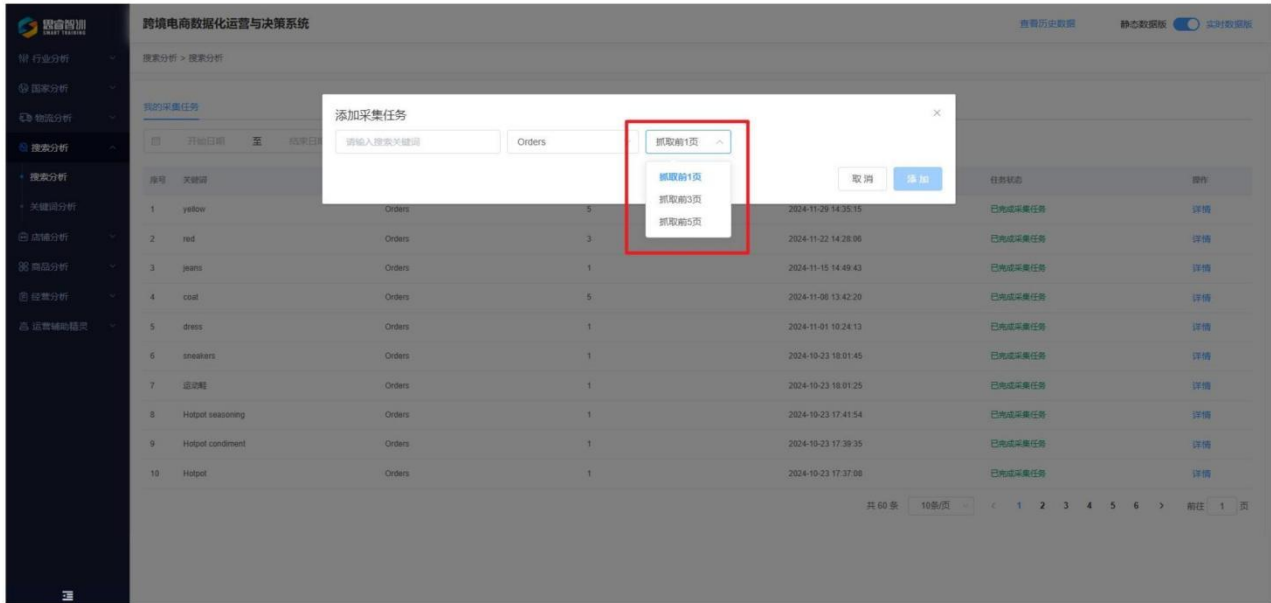 思睿智训
SMART TRAINING
跨境电商数据化运营与决策系统
查看历史数据
静态数据版
实时数据版
行业分析
国家分析
物流分析
搜索分析
搜索分析
关键词分析
店铺分析
商品分析
经营分析
运营辅助精灵
搜索分析 > 搜索分析
我的采集任务
开始日期 至 结束日期
添加采集任务
请输入搜索关键词 Orders 抓取前1页
抓取前1页
抓取前3页
抓取前5页
取消 添加
序号 关键词 任务状态 操作
1 yellow Orders 5 2024-11-29 14:35:15 已完成采集任务 详情
2 red Orders 3 2024-11-22 14:28:06 已完成采集任务 详情
3 jeans Orders 1 2024-11-15 14:49:43 已完成采集任务 详情
4 coat Orders 5 2024-11-08 13:42:20 已完成采集任务 详情
5 dress Orders 1 2024-11-01 10:24:13 已完成采集任务 详情
6 sneakers Orders 1 2024-10-23 18:01:45 已完成采集任务 详情
7 运动鞋 Orders 1 2024-10-23 18:01:25 已完成采集任务 详情
8 Hotpot seasoning Orders 1 2024-10-23 17:41:54 已完成采集任务 详情
9 Hotpot condiment Orders 1 2024-10-23 17:39:35 已完成采集任务 详情
10 Hotpot Orders 1 2024-10-23 17:37:08 已完成采集任务 详情
共 60 条 10条/页 1 2 3 4 5 6 前往 1 页